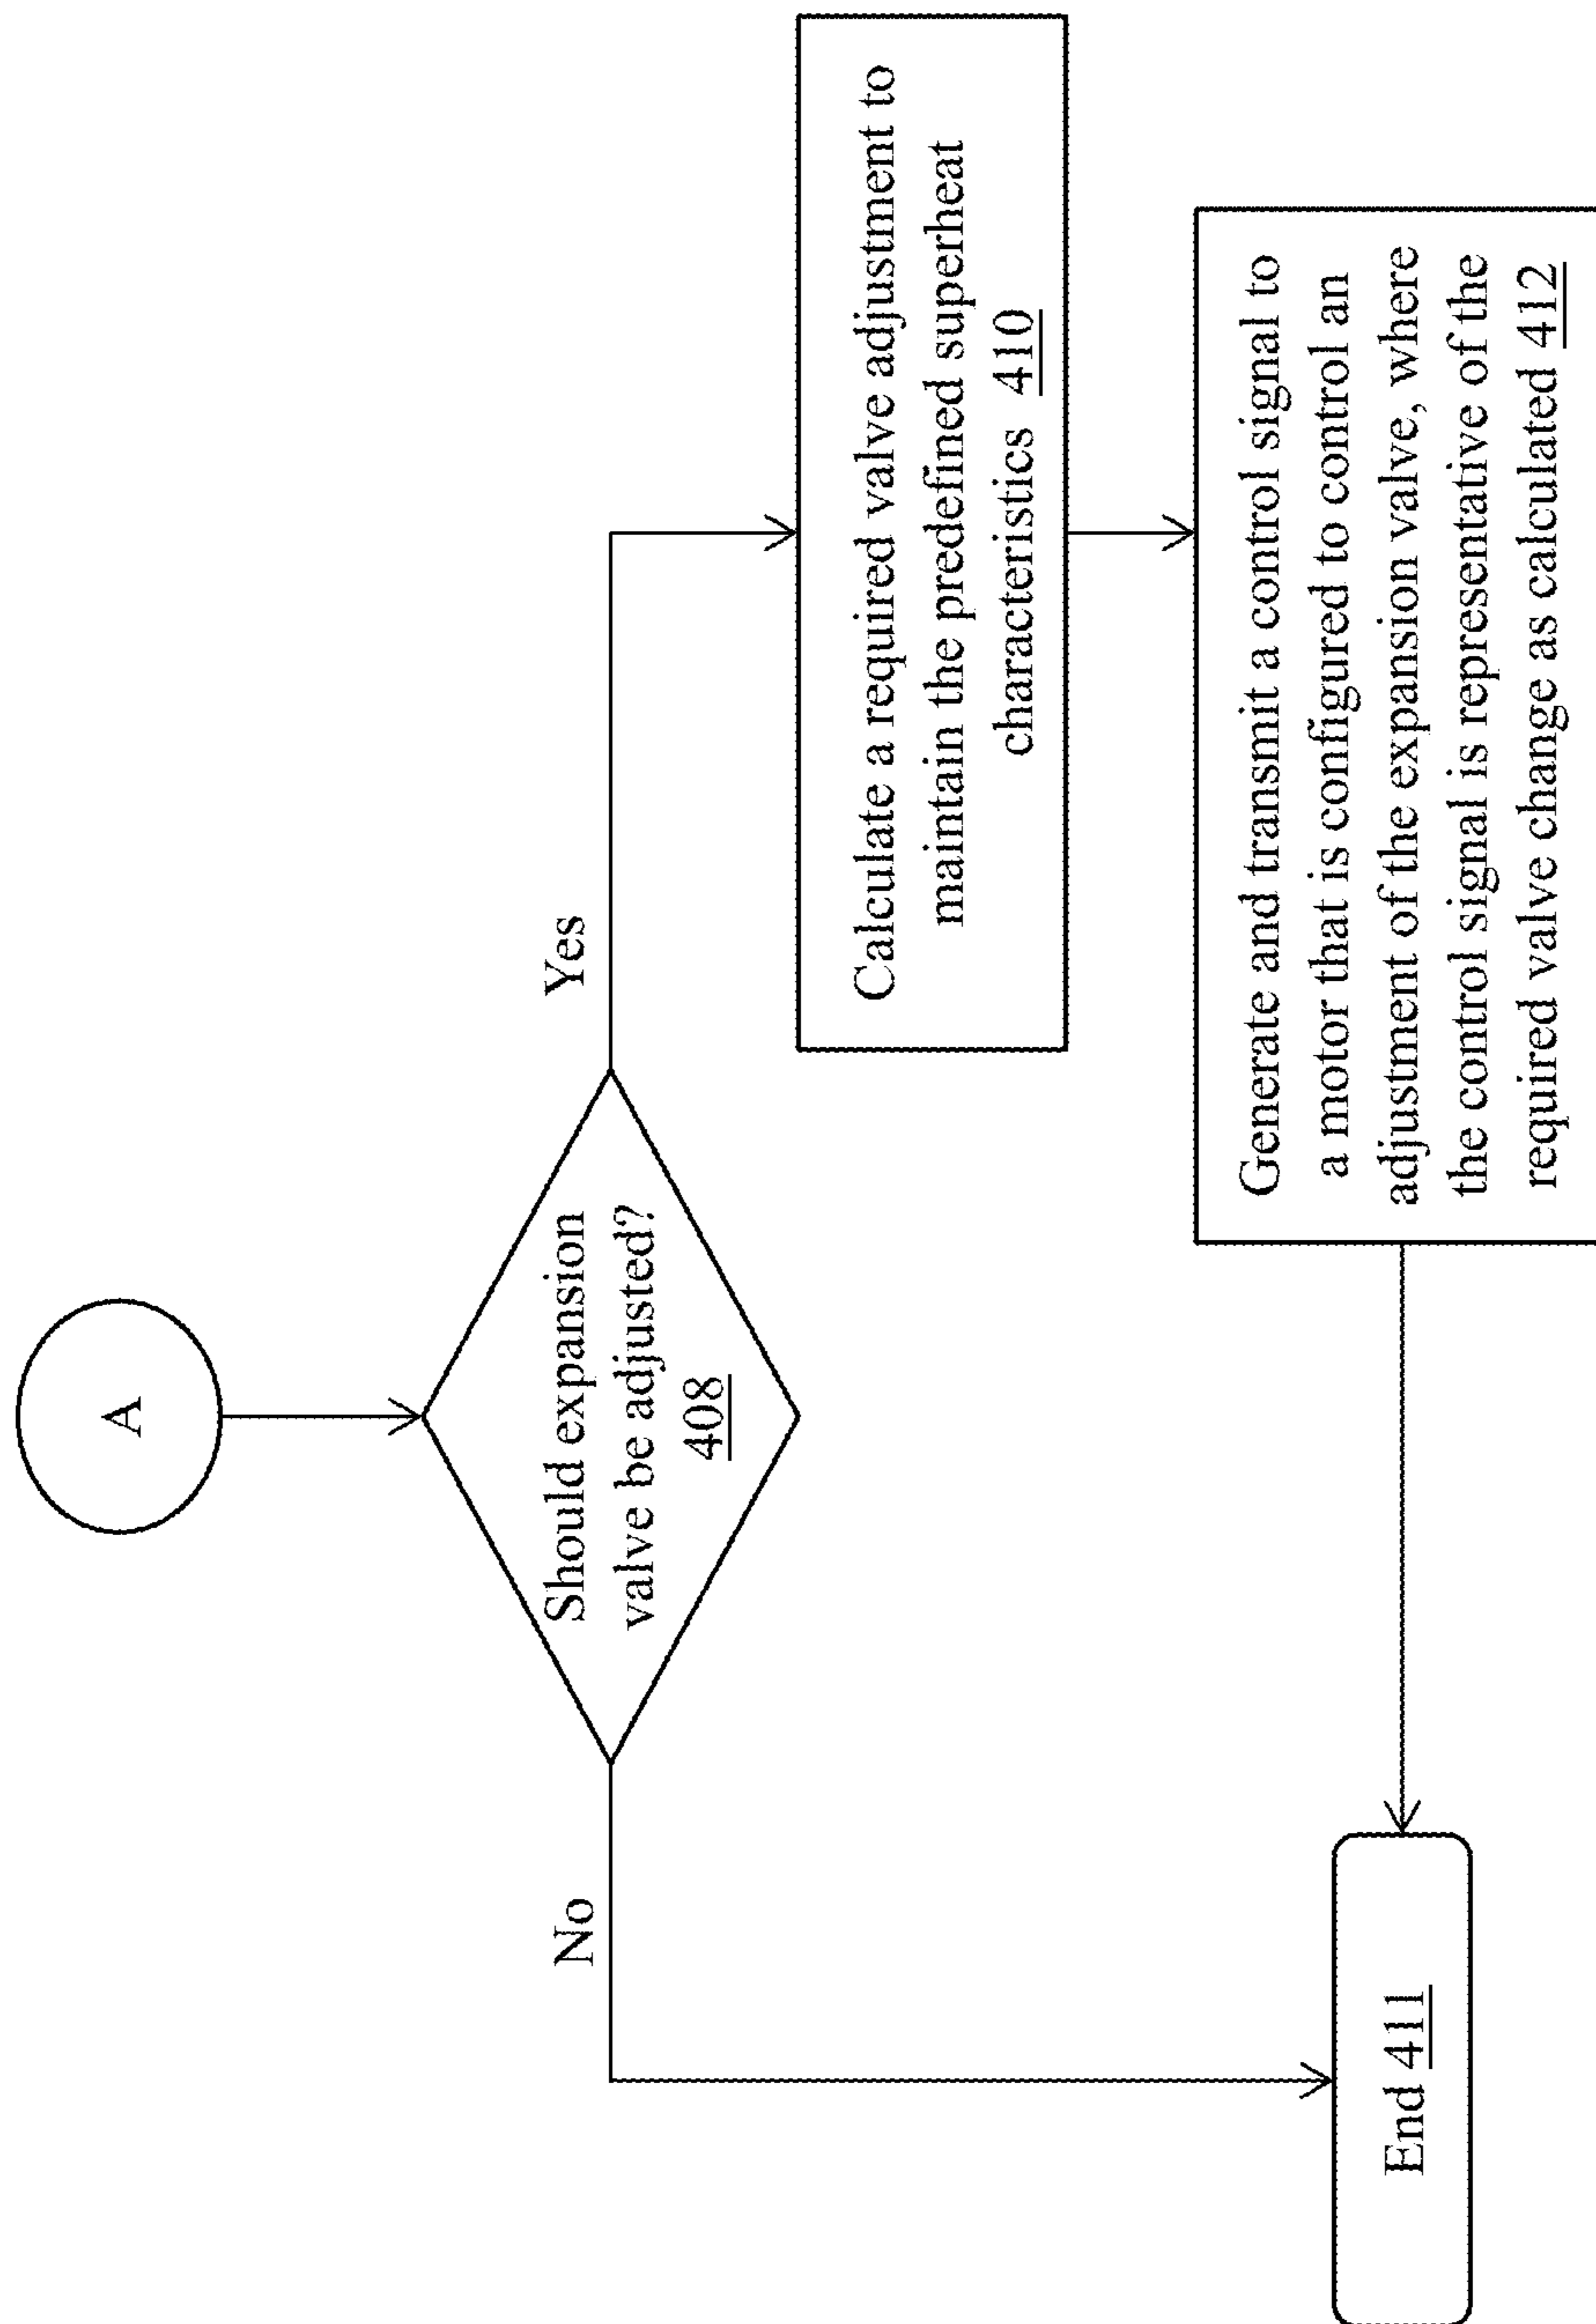 A
Should expansion
valve be adjusted?
408
No
Yes
Calculate a required valve adjustment to
maintain the predefined superheat
characteristics 410
Generate and transmit a control signal to
a motor that is configured to control an
adjustment of the expansion valve, where
the control signal is representative of the
required valve change as calculated 412
End 411